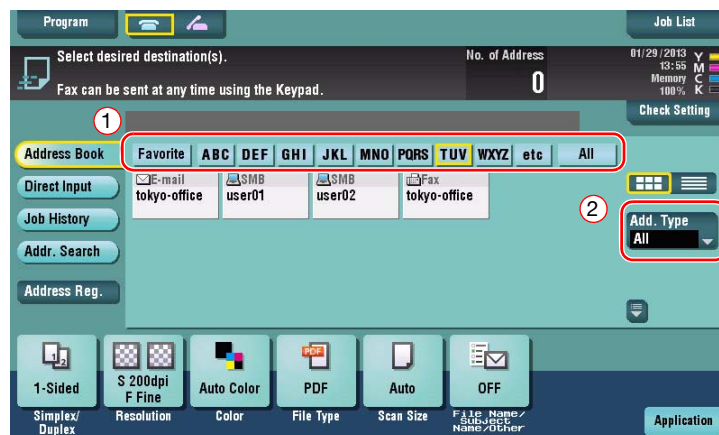 Program
Job List
Select desired destination(s).
No. of Address
01/29/2013
Y
13:55
M
Fax can be sent at any time using the Keypad.
0
Memory
C
100%
K
Check Setting
1
Address Book
Favorite ABC DEF GHI JKL MNO PQRS TUV WXYZ etc All
Direct Input
E-mail
tokyo-office
SMB
user01
SMB
user02
Fax
tokyo-office
Job History
2
Add. Type
All
Addr. Search
Address Reg.
1 2
PDF
1-Sided
S 200dpi
F Fine
Auto Color
PDF
Auto
OFF
Simplex/
Duplex
Resolution
Color
File Type
Scan Size
File Name/
Subject
Name/Other
Application